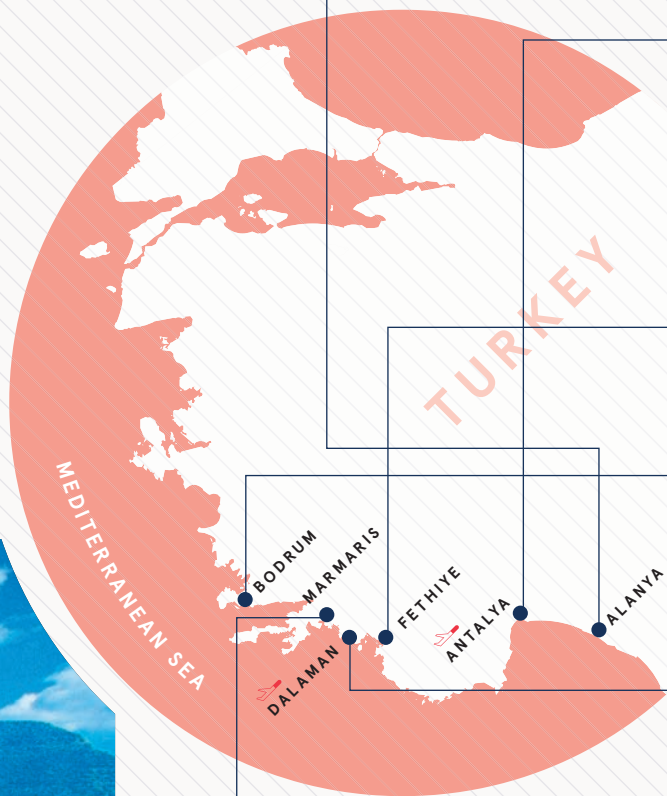 TURKEY
MEDITERRANEAN SEA
BODRUM
MARMARIS
FETHIYE
ANTALYA
ALANYA
DALAMAN